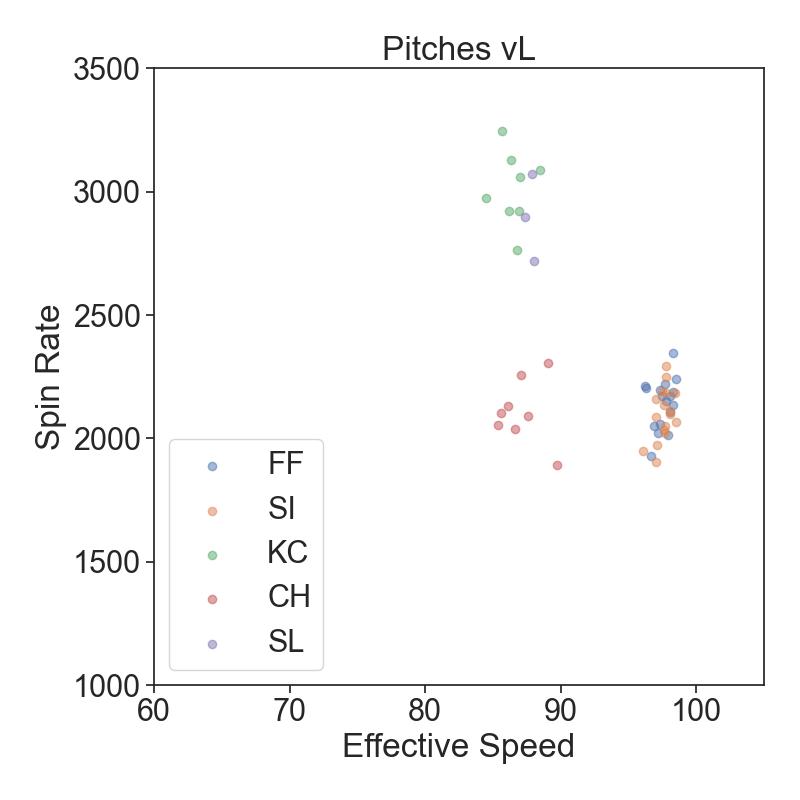 Pitches vL
3500
3000
2500
2000
1500
1000
Spin Rate
FF
SI
KC
CH
SL
60 70 80 90 100
Effective Speed